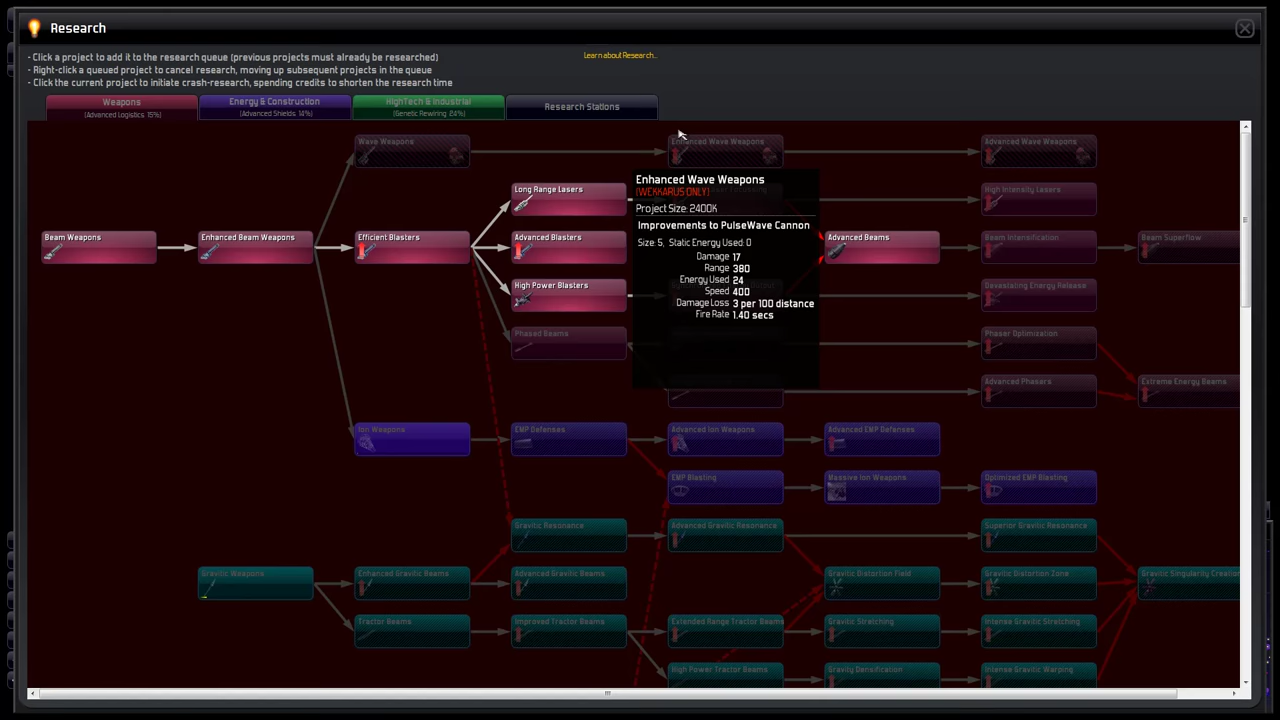 Research
- Click a project to add it to the research queue (previous projects must already be researched)
- Right-click a queued project to cancel research, moving up subsequent projects in the queue
- Click the current project to initiate crash-research, spending credits to shorten the research time
Learn about Research..
Weapons
(Advanced Logistics, 15%)
Energy & Construction
(Advanced Shields, 14%)
HighTech & Industrial
(Genetic Rewiring, 24%)
Research Stations
Wave Weapons
Enhanced Wave Weapons
Advanced Wave Weapons
Long Range Lasers
High Intensity Lasers
Beam Weapons
Enhanced Beam Weapons
Efficient Blasters
Advanced Blasters
Advanced Beams
Beam Intensification
Beam Superflow
High Power Blasters
Devastating Energy Release
Phased Beams
Phaser Optimization
Advanced Phasers
Extreme Energy Beams
Enhanced Wave Weapons
(WEKKARUS ONLY)
Project Size: 2400K
Improvements to PulseWave Cannon
Size: 5, Static Energy Used: 0
Damage 17
Range 380
Energy Used 24
Speed 400
Damage Loss 3 per 100 distance
Fire Rate 1.40 secs
Ion Weapons
EMP Defenses
Advanced Ion Weapons
Advanced EMP Defenses
EMP Blasting
Massive Ion Weapons
Optimized EMP Blasting
Gravitic Resonance
Advanced Gravitic Resonance
Superior Gravitic Resonance
Gravitic Weapons
Enhanced Gravitic Beams
Advanced Gravitic Beams
Gravitic Distortion Field
Gravitic Distortion Zone
Gravitic Singularity Creation
Tractor Beams
Improved Tractor Beams
Extended Range Tractor Beams
Gravitic Stretching
Intense Gravitic Stretching
High Power Tractor Beams
Gravity Densification
Intense Gravitic Warping